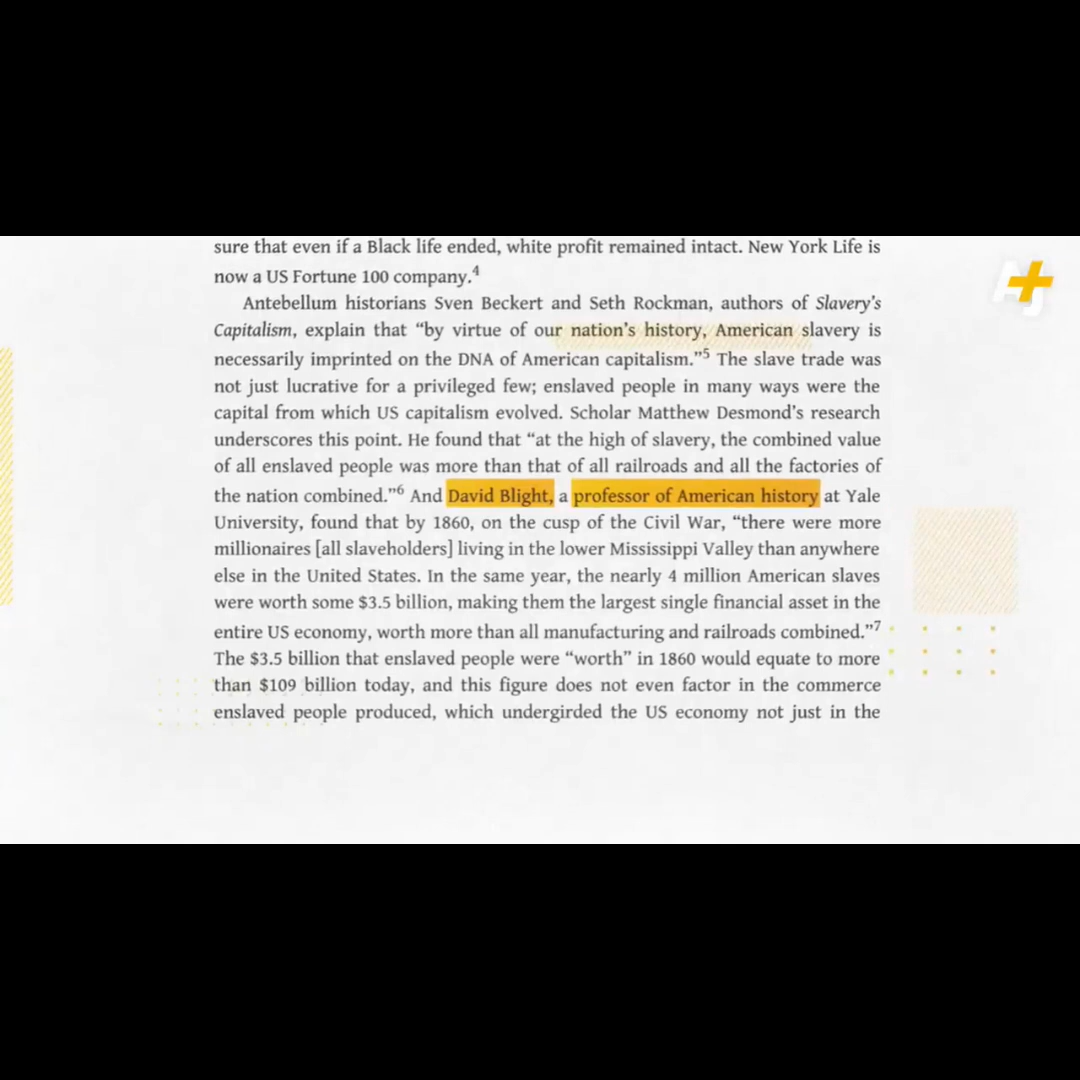 sure that even if a Black life ended, white profit remained intact. New York Life is
now a US Fortune 100 company.4
Antebellum historians Sven Beckert and Seth Rockman, authors of Slavery's
Capitalism, explain that “by virtue of our nation's history, American slavery is
necessarily imprinted on the DNA of American capitalism.”5 The slave trade was
not just lucrative for a privileged few; enslaved people in many ways were the
capital from which US capitalism evolved. Scholar Matthew Desmond's research
underscores this point. He found that “at the high of slavery, the combined value
of all enslaved people was more than that of all railroads and all the factories of
the nation combined.”6 And David Blight, a professor of American history at Yale
University, found that by 1860, on the cusp of the Civil War, “there were more
millionaires [all slaveholders] living in the lower Mississippi Valley than anywhere
else in the United States. In the same year, the nearly 4 million American slaves
were worth some $3.5 billion, making them the largest single financial asset in the
entire US economy, worth more than all manufacturing and railroads combined.”7
The $3.5 billion that enslaved people were “worth” in 1860 would equate to more
than $109 billion today, and this figure does not even factor in the commerce
enslaved people produced, which undergirded the US economy not just in the
AJ+